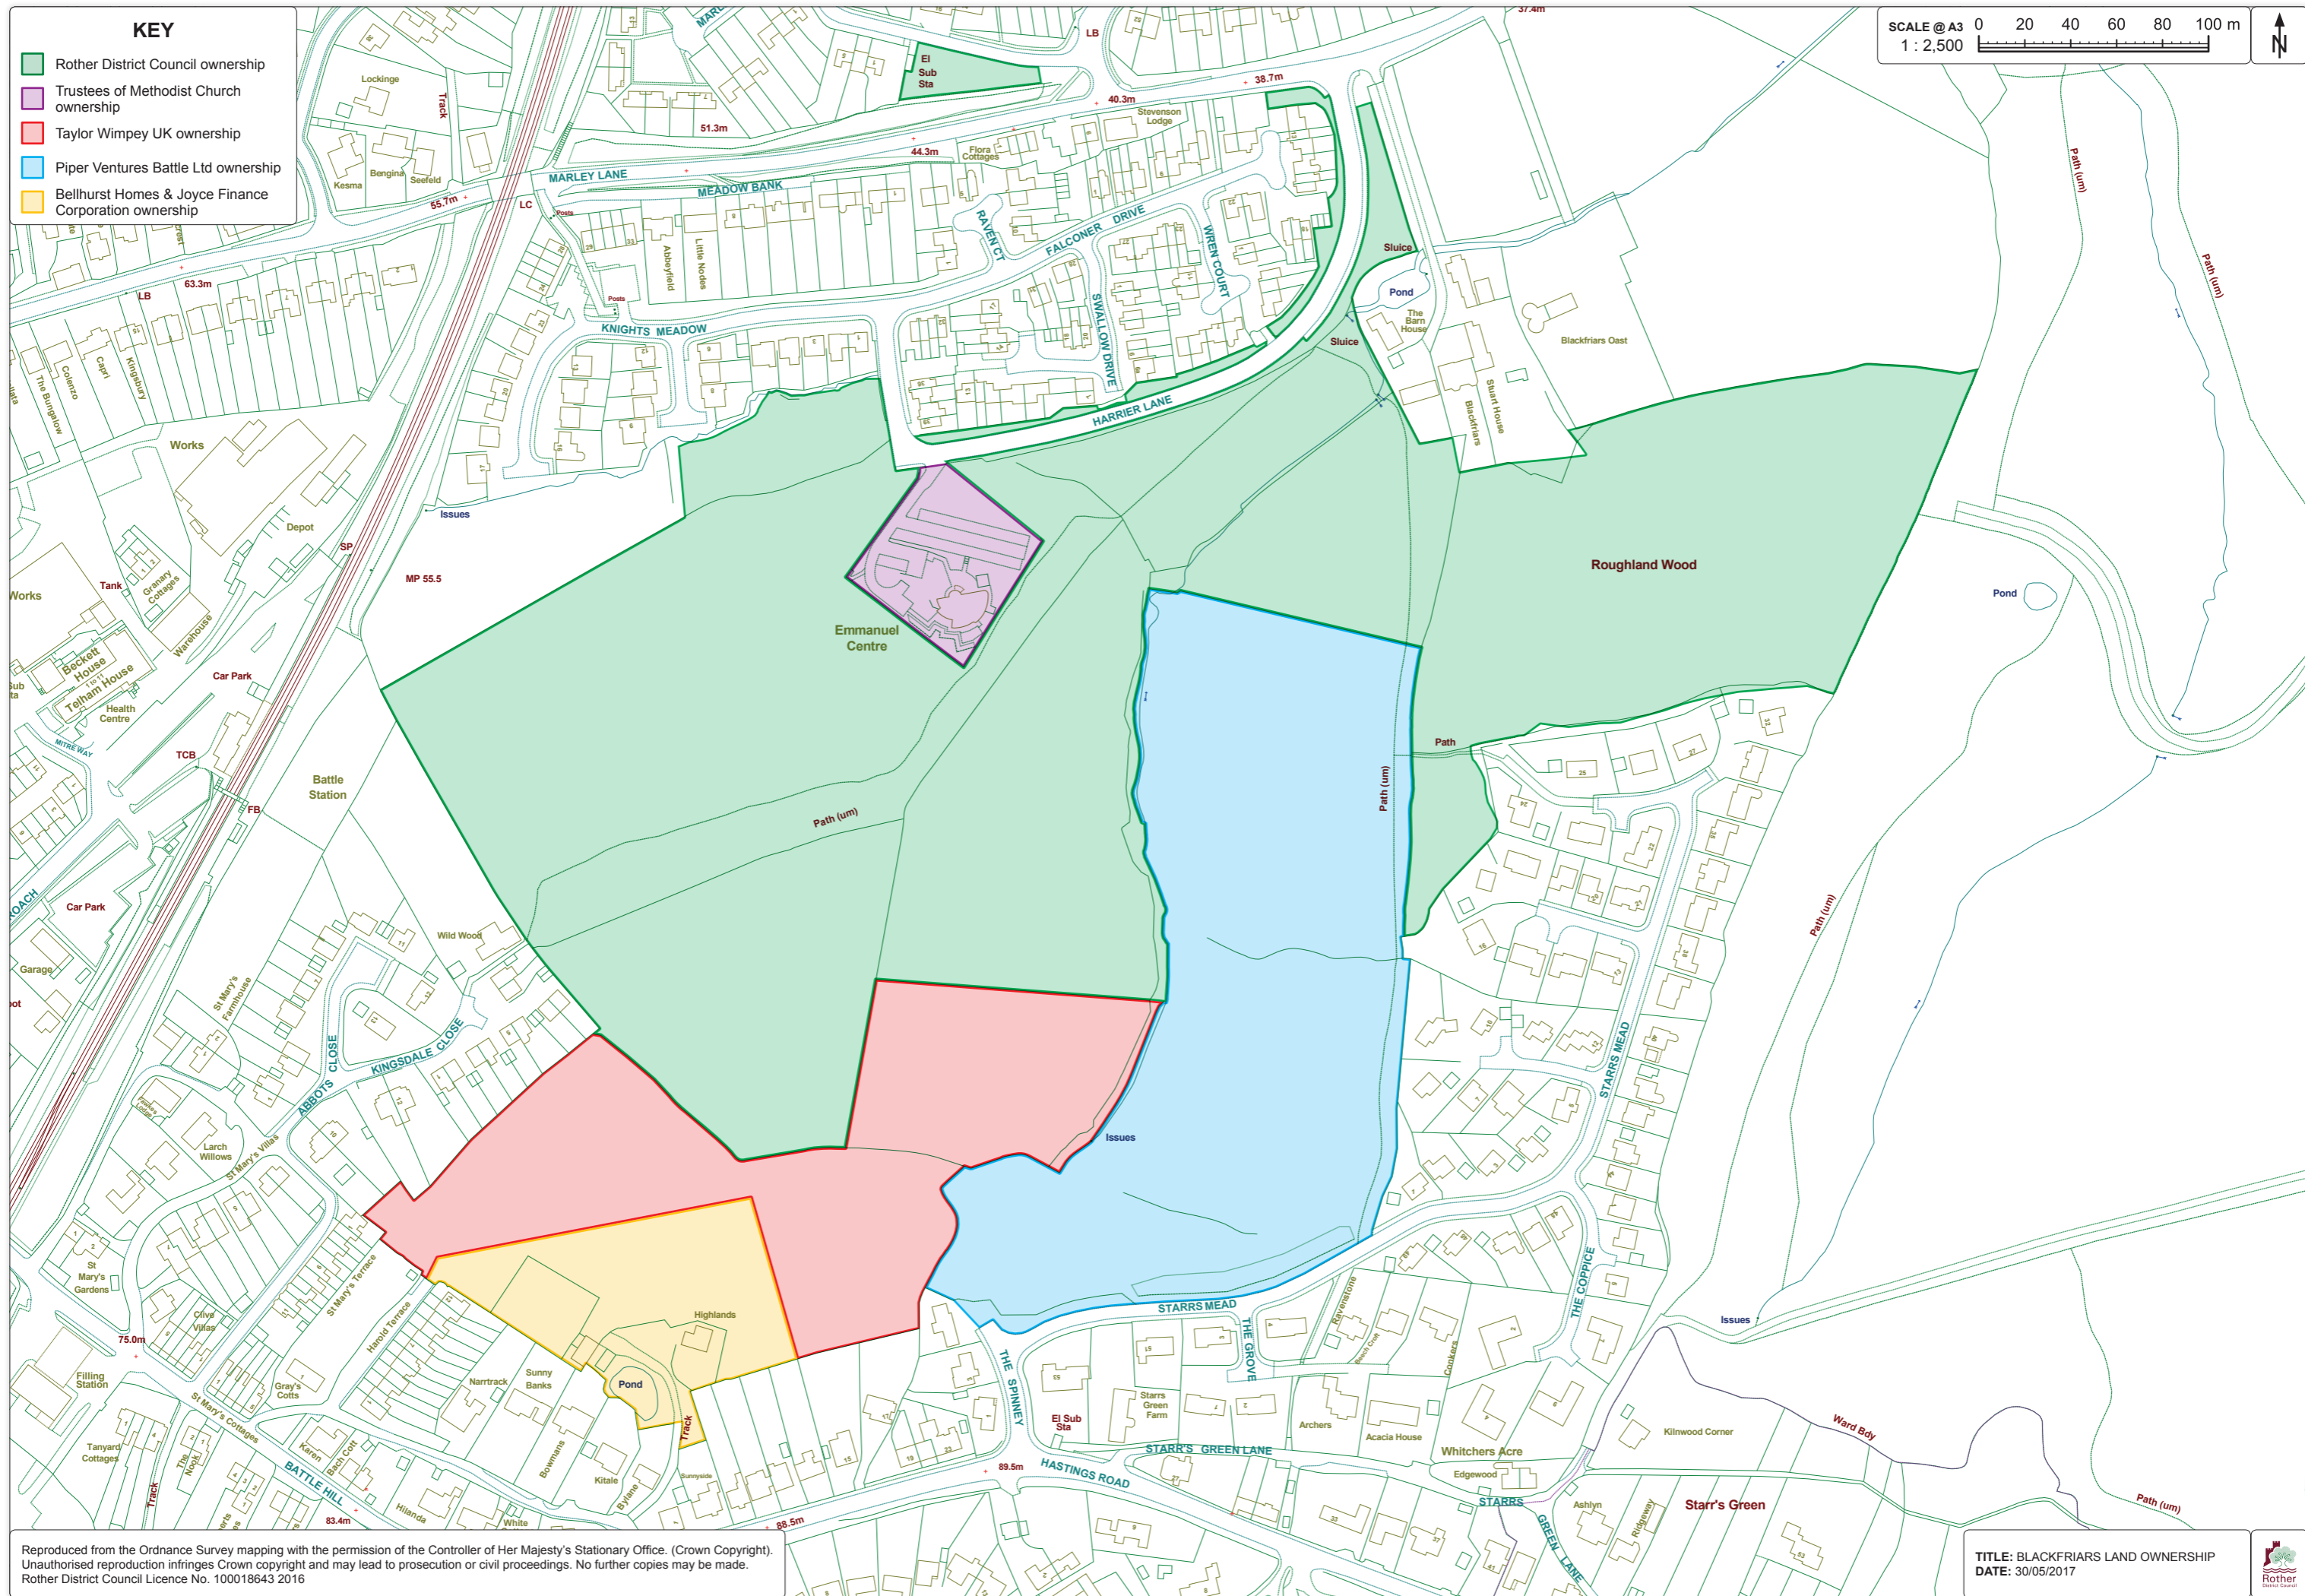 KEY
Rother District Council ownership
Trustees of Methodist Church
ownership
Taylor Wimpey UK ownership
Piper Ventures Battle Ltd ownership
Bellhurst Homes & Joyce Finance
Corporation ownership
SCALE @ A3
1 : 2,500
0 20 40 60 80 100 m
N
37.4m
LB
El
Sub
Sta
38.7m
40.3m
51.3m
44.3m
Stevenson
Lodge
Flora
Cottages
Lockinge
Track
Kesma
Bengina
Seefeld
55.7m
LC
Posts
MARLEY LANE
MEADOW BANK
RAVEN CT
FALCONER DRIVE
WREN COURT
SWALLOW DRIVE
Abbeyfield
Little Nodes
Posts
KNIGHTS MEADOW
63.3m
LB
Capri
Kingsbury
Colenzo
The Bungalow
Works
Depot
Issues
SP
MP 55.5
Tank
Granary
Cottages
Works
Warehouse
Beckett
House
1 to 11
Telham House
Car Park
Health
Centre
MITRE WAY
TCB
FB
Battle
Station
Car Park
Garage
HARRIER LANE
Sluice
Pond
Sluice
The
Barn
House
Stuart House
Blackfriars
Blackfriars Oast
Path (um)
Path (um)
Roughland Wood
Pond
Emmanuel
Centre
Path (um)
Path
Path (um)
Path (um)
Wild Wood
St Mary's
Farmhouse
ABBOTS CLOSE
KINGSDALE CLOSE
Larch
Willows
St Mary's Villas
St
Mary's
Gardens
Clive
Villas
St Mary's Terrace
Harold Terrace
75.0m
Filling
Station
Gray's
Cotts
St Mary's Cottages
Tanyard
Cottages
The
Nook
Track
Karen
Bach Cott
BATTLE HILL
83.4m
Hilanda
White
Narrtrack
Sunny
Banks
Bowmans
Kitale
Bylane
Highlands
Pond
Track
Sunnyside
88.5m
89.5m
HASTINGS ROAD
Issues
STARRS MEAD
STARRS MEAD
THE COPPICE
THE GROVE
THE SPINNEY
Ravenstone
Beech Croft
Conkers
Starrs
Green
Farm
El Sub
Sta
Archers
Acacia House
STARR'S GREEN LANE
Whitchers Acre
Edgewood
STARRS
GREEN LANE
Ashlyn
Ridgeway
Starr's Green
Kilnwood Corner
Ward Bdy
Issues
Path (um)
Reproduced from the Ordnance Survey mapping with the permission of the Controller of Her Majesty's Stationary Office. (Crown Copyright).
Unauthorised reproduction infringes Crown copyright and may lead to prosecution or civil proceedings. No further copies may be made.
Rother District Council Licence No. 100018643 2016
TITLE: BLACKFRIARS LAND OWNERSHIP
DATE: 30/05/2017
Rother
District Council